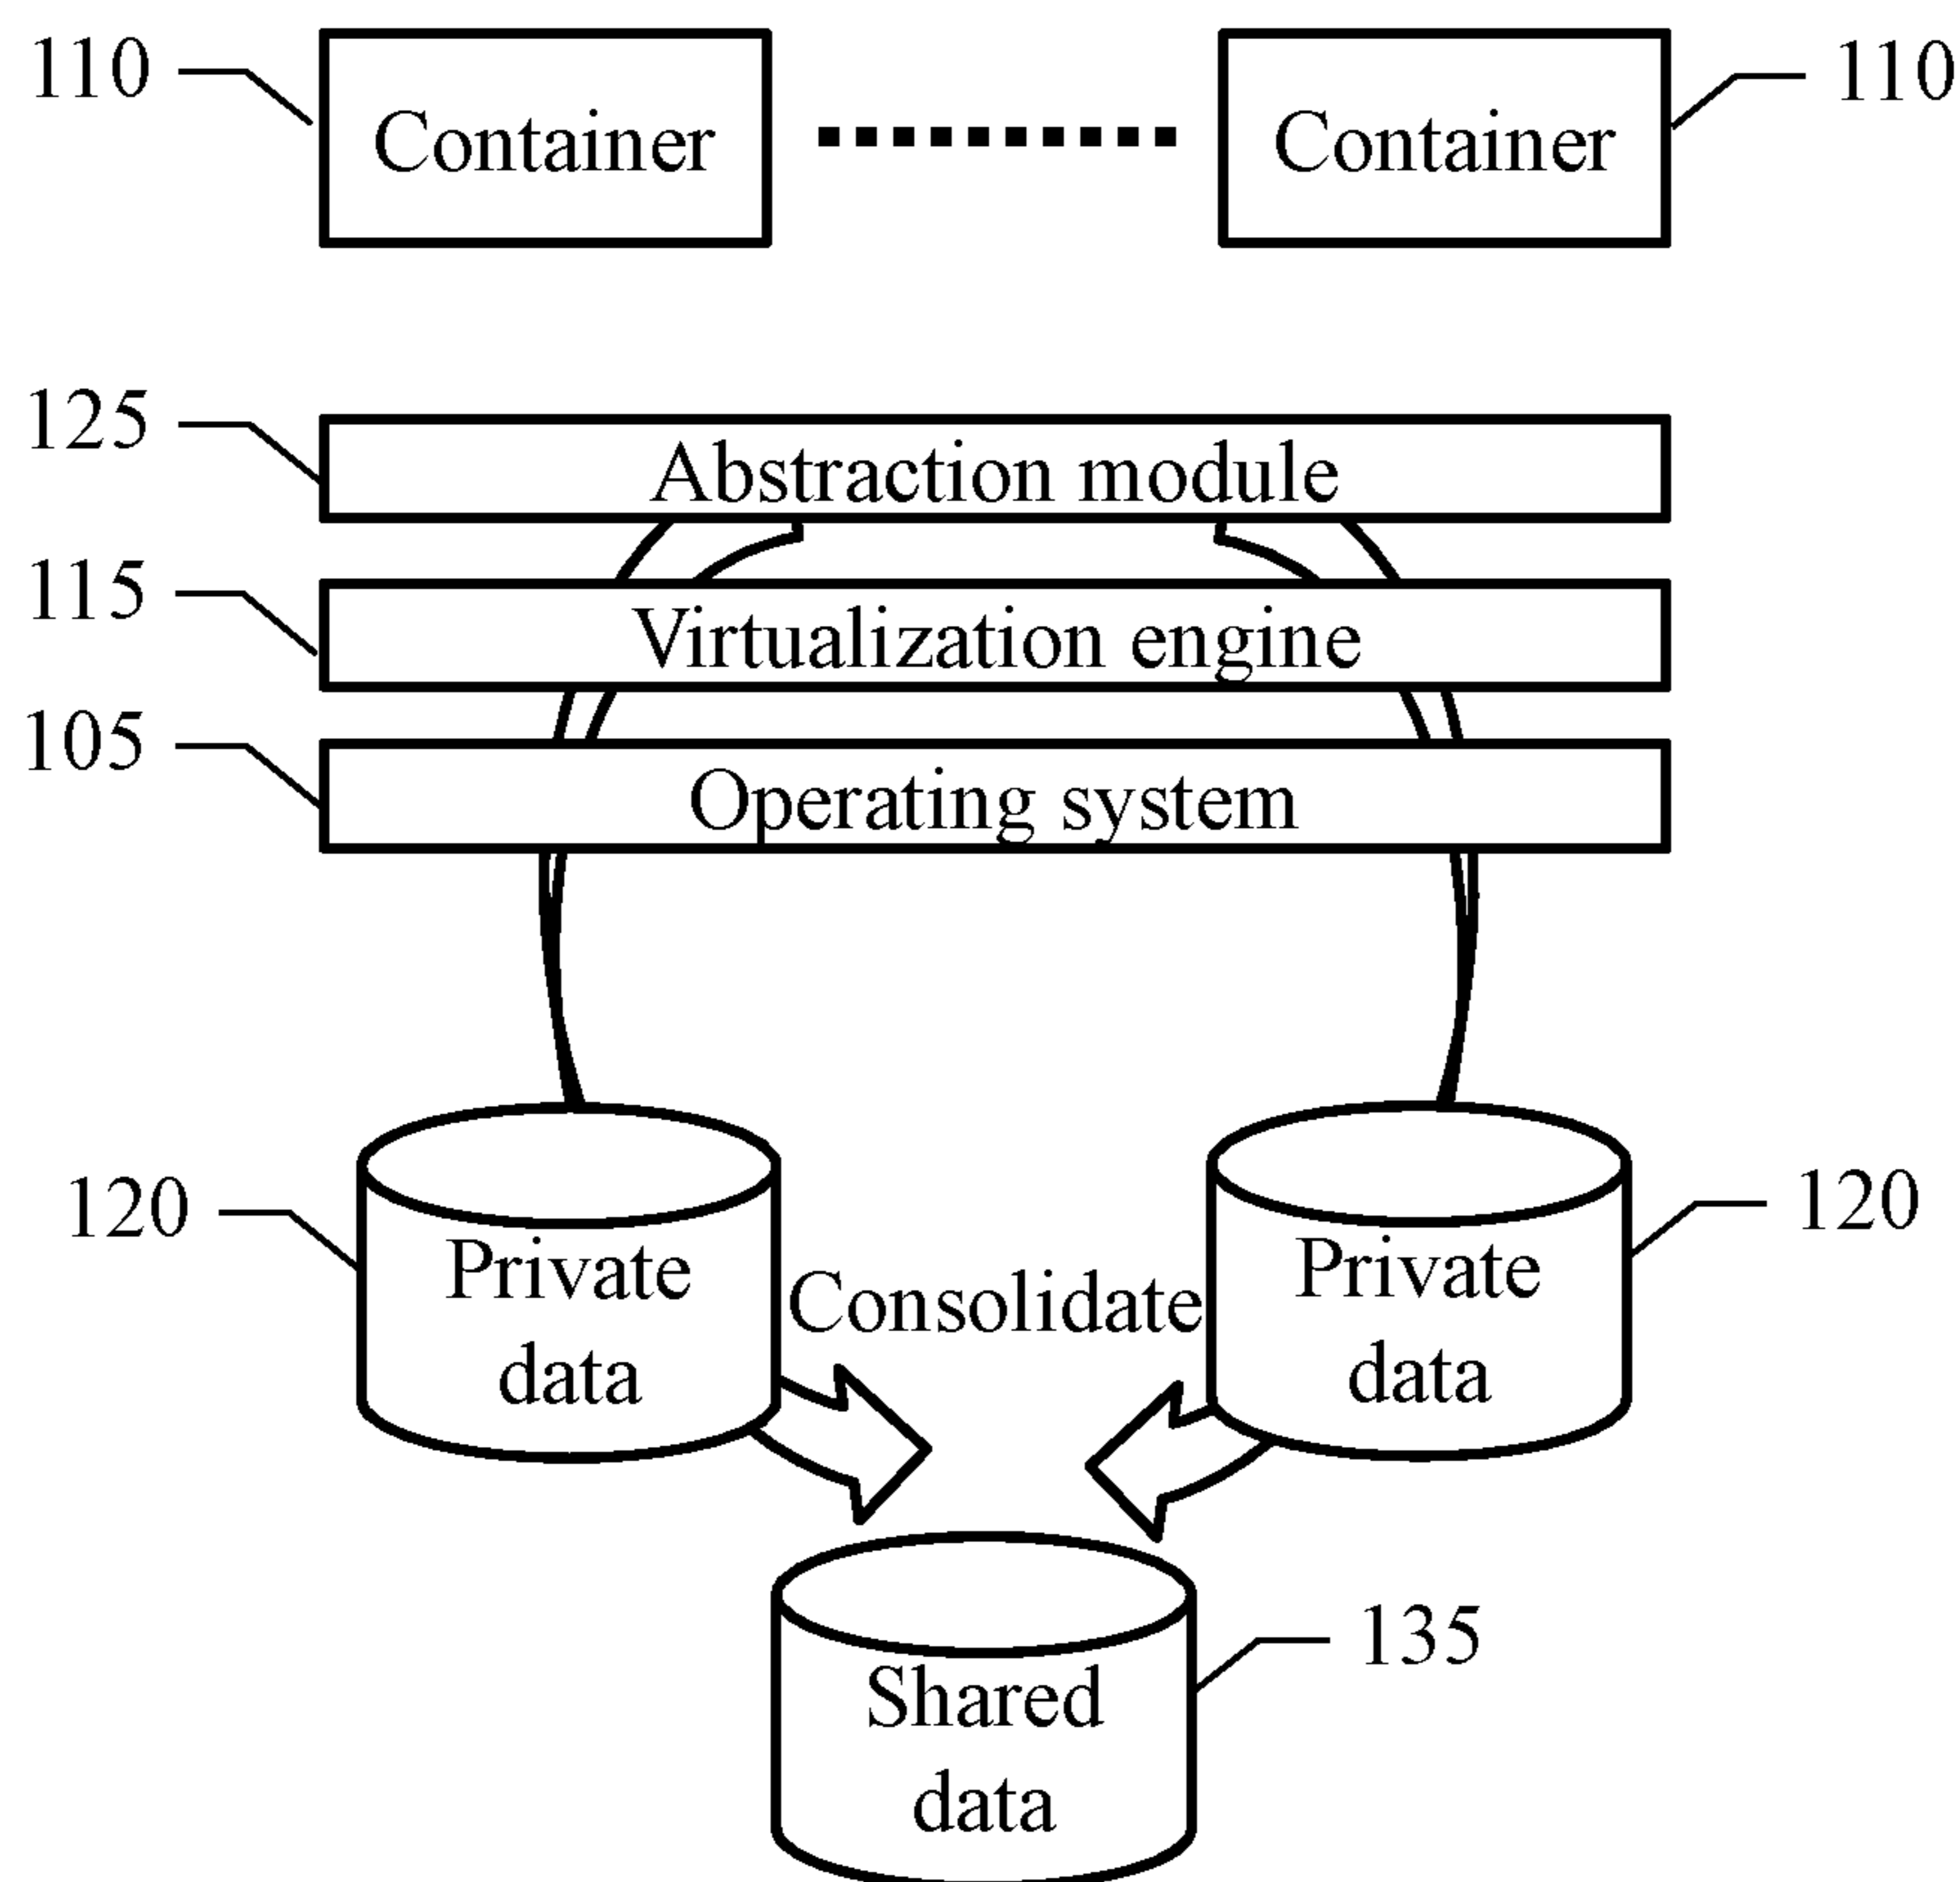 110 Container Container 110
125 Abstraction module
115 Virtualization engine
105 Operating system
120 Private data Consolidate Private data 120
Shared data 135